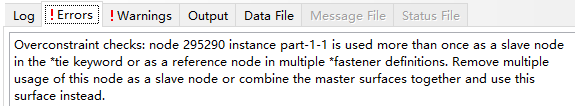 Log ! Errors ! Warnings Output Data File Message File Status File
Overconstraint checks: node 295290 instance part-1-1 is used more than once as a slave node
in the *tie keyword or as a reference node in multiple *fastener definitions. Remove multiple
usage of this node as a slave node or combine the master surfaces together and use this
surface instead.